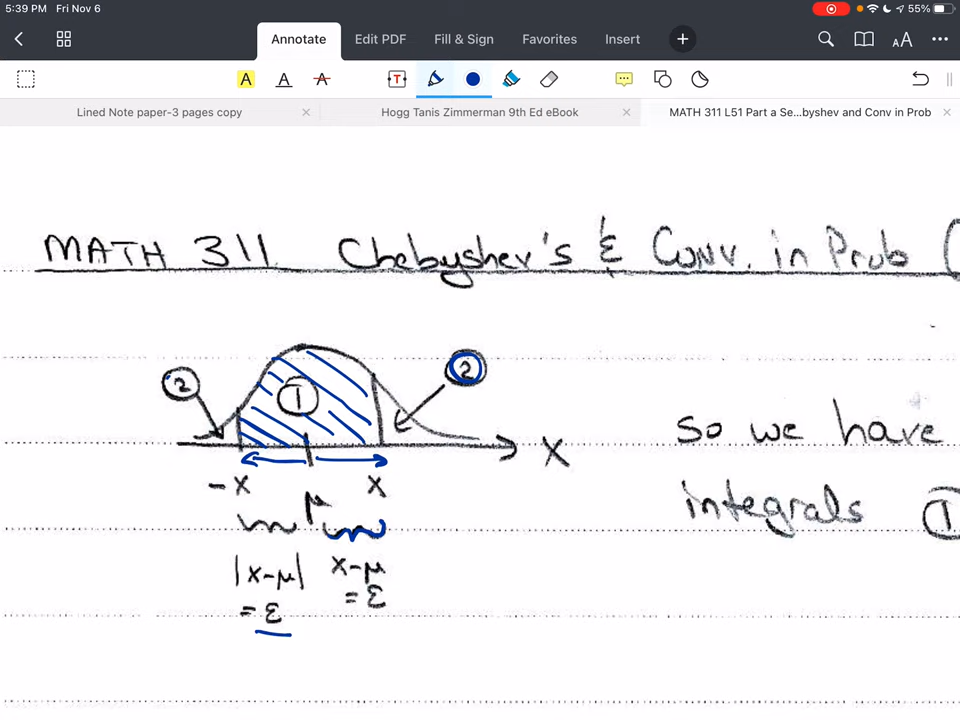 5:39 PM Fri Nov 6
55%
Annotate Edit PDF Fill & Sign Favorites Insert
AA
A A A T
Lined Note paper-3 pages copy
Hogg Tanis Zimmerman 9th Ed eBook
MATH 311 L51 Part a Se...byshev and Conv in Prob
MATH 311 Chebyshev's & Conv. in Prob (
② ① ②
so we have
X
-x μ x
integrals ①
|x-μ| x-μ
= ε = ε